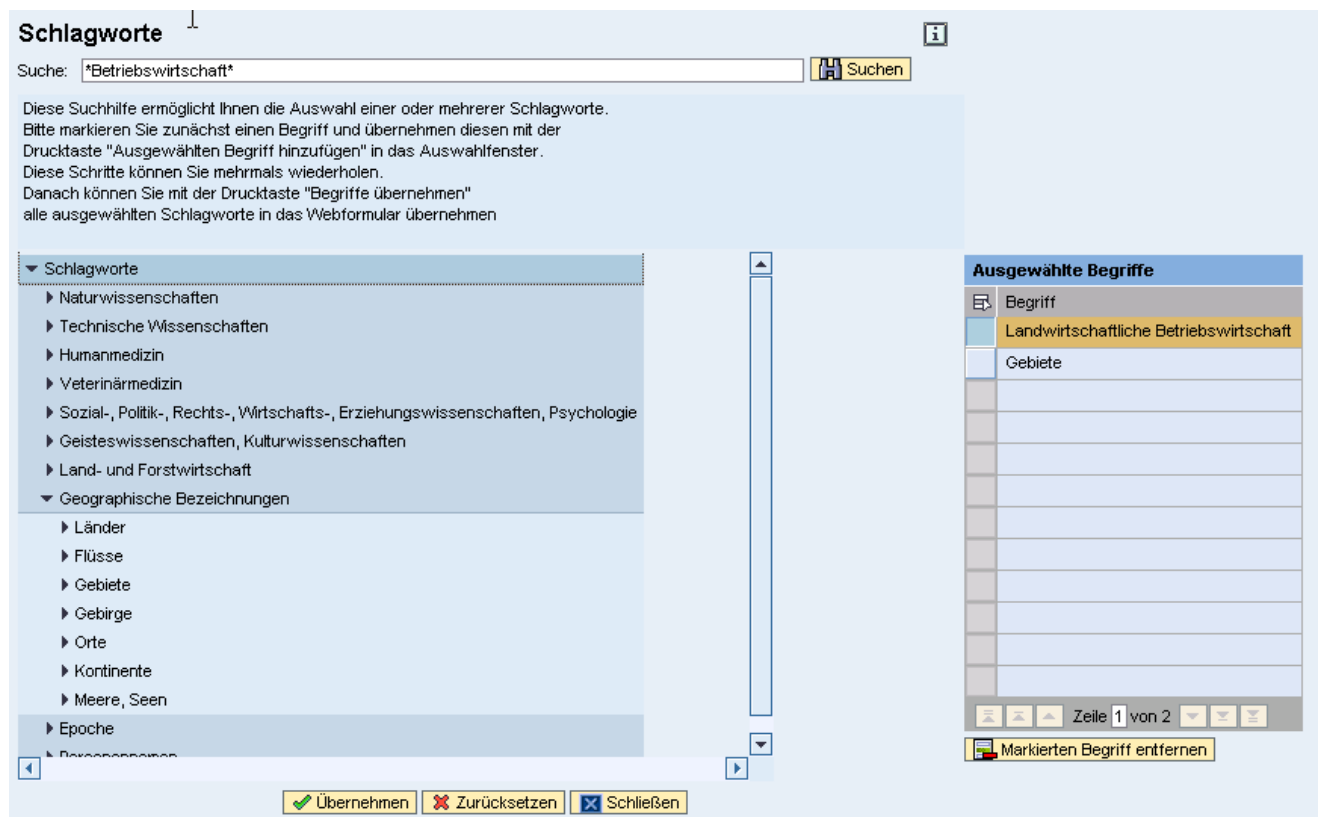 Schlagworte
Suche: *Betriebswirtschaft* Suchen
Diese Suchhilfe ermöglicht Ihnen die Auswahl einer oder mehrerer Schlagworte.
Bitte markieren Sie zunächst einen Begriff und übernehmen diesen mit der
Drucktaste "Ausgewählten Begriff hinzufügen" in das Auswahlfenster.
Diese Schritte können Sie mehrmals wiederholen.
Danach können Sie mit der Drucktaste "Begriffe übernehmen"
alle ausgewählten Schlagworte in das Webformular übernehmen
Schlagworte
Naturwissenschaften
Technische Wissenschaften
Humanmedizin
Veterinärmedizin
Sozial-, Politik-, Rechts-, Wirtschafts-, Erziehungswissenschaften, Psychologie
Geisteswissenschaften, Kulturwissenschaften
Land- und Forstwirtschaft
Geographische Bezeichnungen
Länder
Flüsse
Gebiete
Gebirge
Orte
Kontinente
Meere, Seen
Epoche
Personennamen
Ausgewählte Begriffe
Begriff
Landwirtschaftliche Betriebswirtschaft
Gebiete
Zeile 1 von 2
Markierten Begriff entfernen
Übernehmen Zurücksetzen Schließen